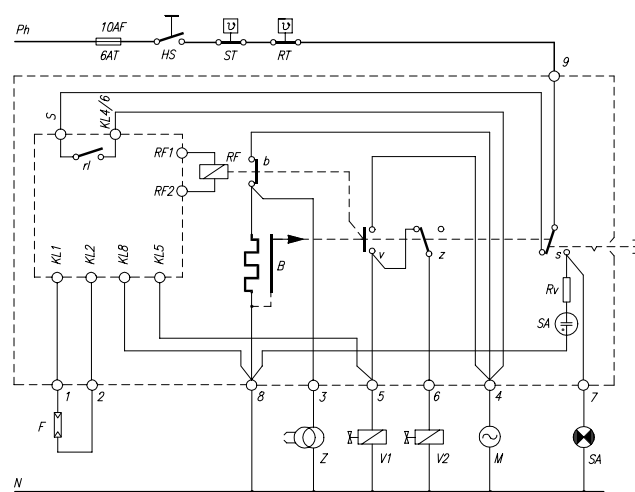 Ph
10AF
6AT
HS
ST
RT
9
S
KL4/6
rl
RF1
RF
b
RF2
KL1
KL2
KL8
KL5
B
v
z
s
Rv
SA
1
2
8
3
5
6
4
7
F
Z
V1
V2
M
SA
N